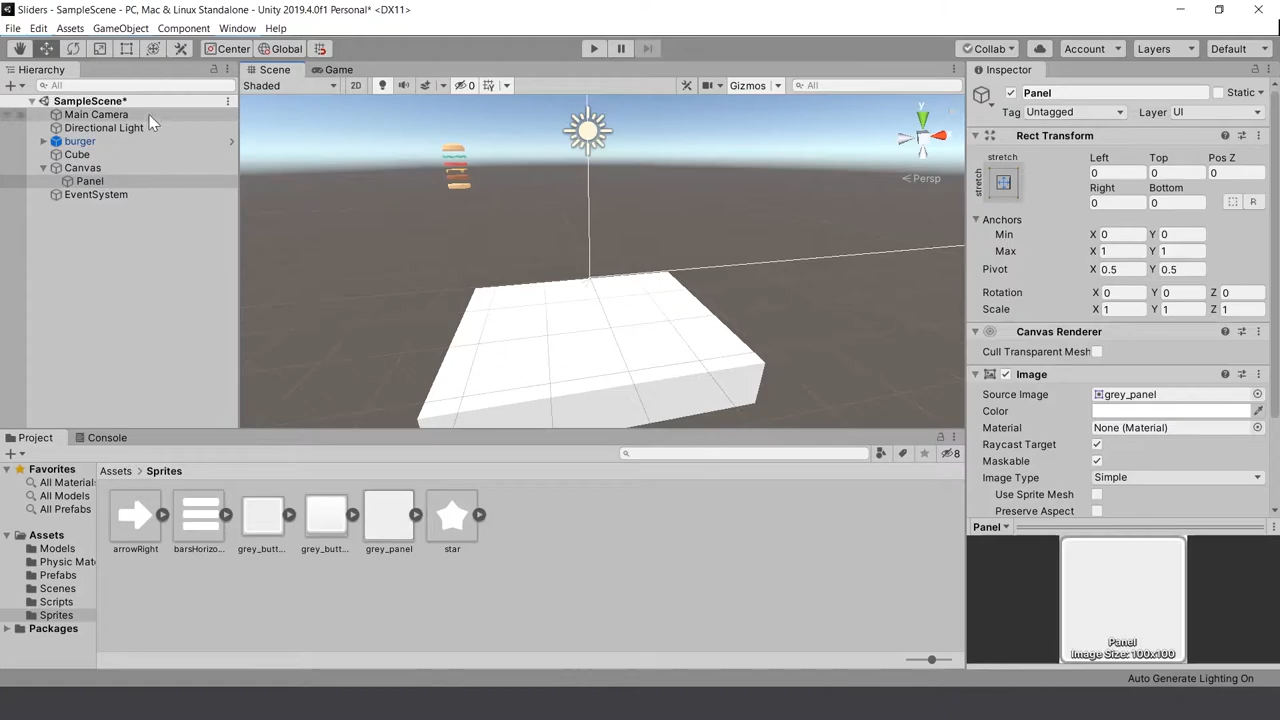 Sliders - SampleScene - PC, Mac & Linux Standalone - Unity 2019.4.0f1 Personal* <DX11>
File Edit Assets GameObject Component Window Help
Center Global Collab Account Layers Default
Hierarchy
All
SampleScene*
Main Camera
Directional Light
burger
Cube
Canvas
Panel
EventSystem
Scene Game
Shaded 2D 0 Gizmos All
y
Persp
Inspector
Panel Static
Tag Untagged Layer UI
Rect Transform
stretch
stretch
Left Top Pos Z
0 0 0
Right Bottom
0 0 R
Anchors
Min X 0 Y 0
Max X 1 Y 1
Pivot X 0.5 Y 0.5
Rotation X 0 Y 0 Z 0
Scale X 1 Y 1 Z 1
Canvas Renderer
Cull Transparent Mesh
Image
Source Image grey_panel
Color
Material None (Material)
Raycast Target
Maskable
Image Type Simple
Use Sprite Mesh
Preserve Aspect
Panel
Panel
Image Size: 100x100
Project Console
8
Favorites
All Materials
All Models
All Prefabs
Assets
Models
Physic Mate
Prefabs
Scenes
Scripts
Sprites
Packages
Assets > Sprites
arrowRight barsHorizo... grey_butt... grey_butt... grey_panel star
Auto Generate Lighting On